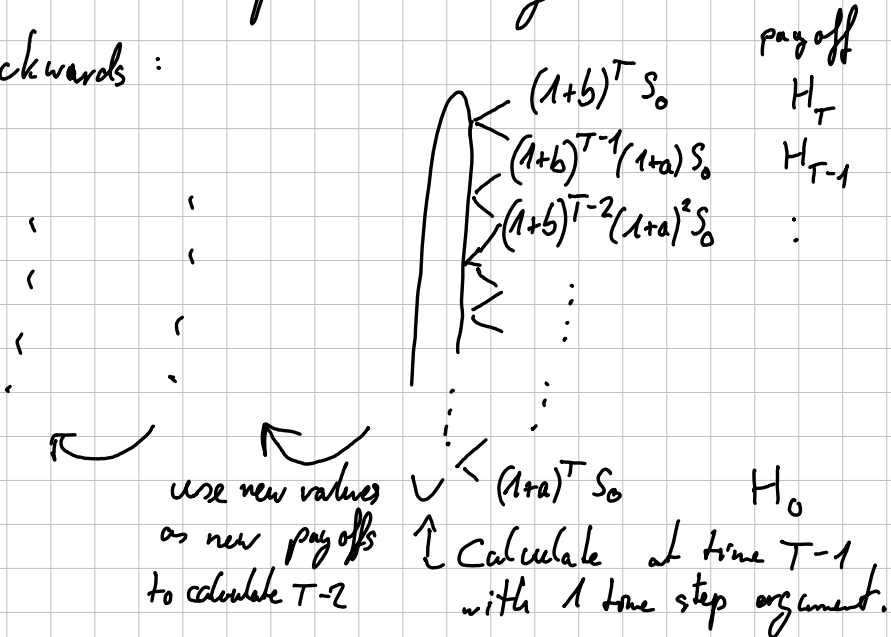 payoff
ckwards :
(1+b)^T S_0 H_T
(1+b)^{T-1}(1+a) S_0 H_{T-1}
(1+b)^{T-2}(1+a)^2 S_0 ⋮
(1+a)^T S_0 H_0
use new values
as new payoffs
to calculate T-2
Calculate at time T-1
with 1 time step argument.